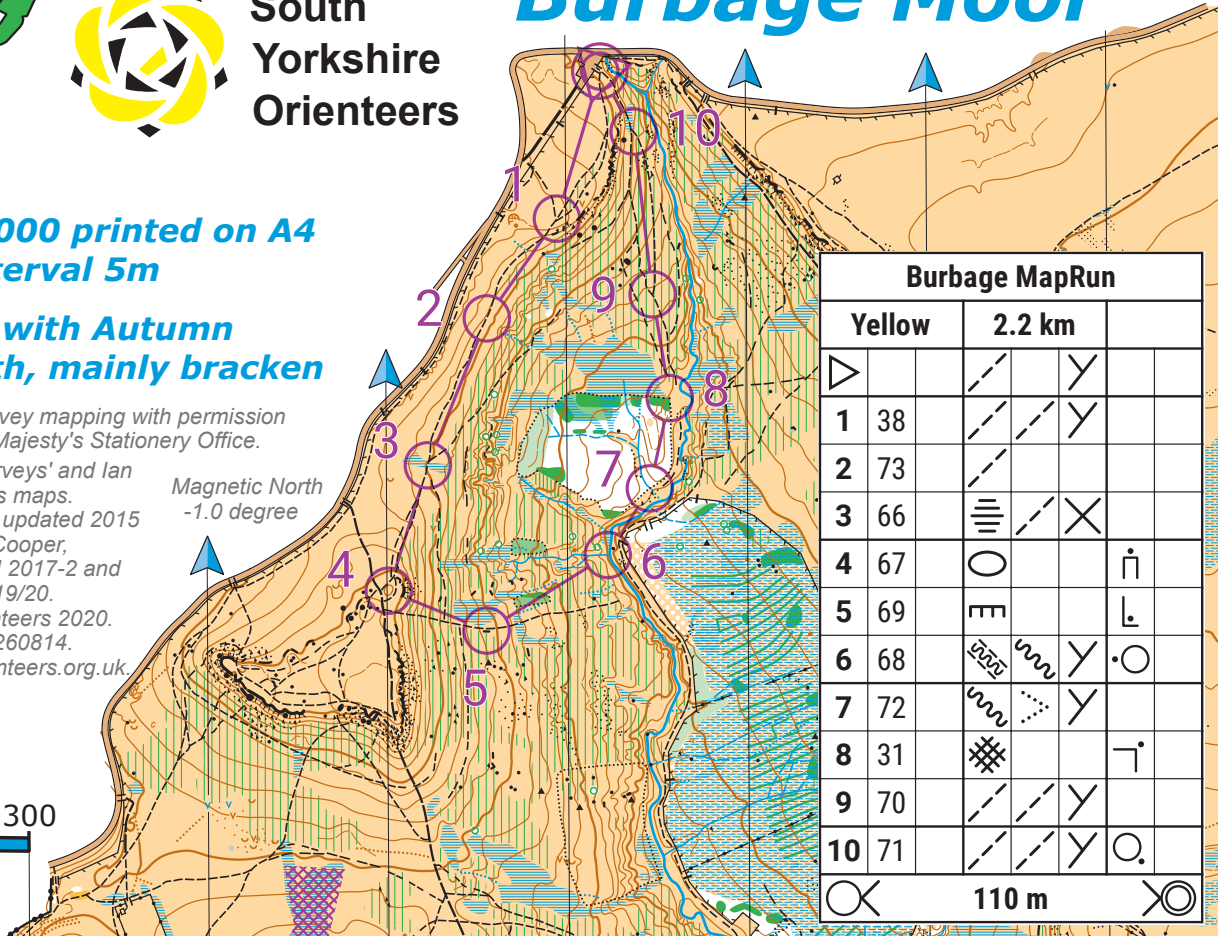 South
Yorkshire
Orienteers
Burbage Moor
000 printed on A4
terval 5m
with Autumn
th, mainly bracken
vey mapping with permission
Majesty's Stationery Office.
rveys' and Ian
s maps.
updated 2015
Cooper,
2017-2 and
19/20.
nteers 2020.
260814.
nteers.org.uk.
Magnetic North
-1.0 degree
300
1
2
3
4
5
6
7
8
9
10
Burbage MapRun
Yellow 2.2 km
1 38
2 73
3 66
4 67
5 69
6 68
7 72
8 31
9 70
10 71
110 m